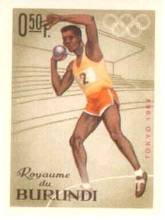 0.50 F.
2
TOKYO 1964
Royaume
du
BURUNDI